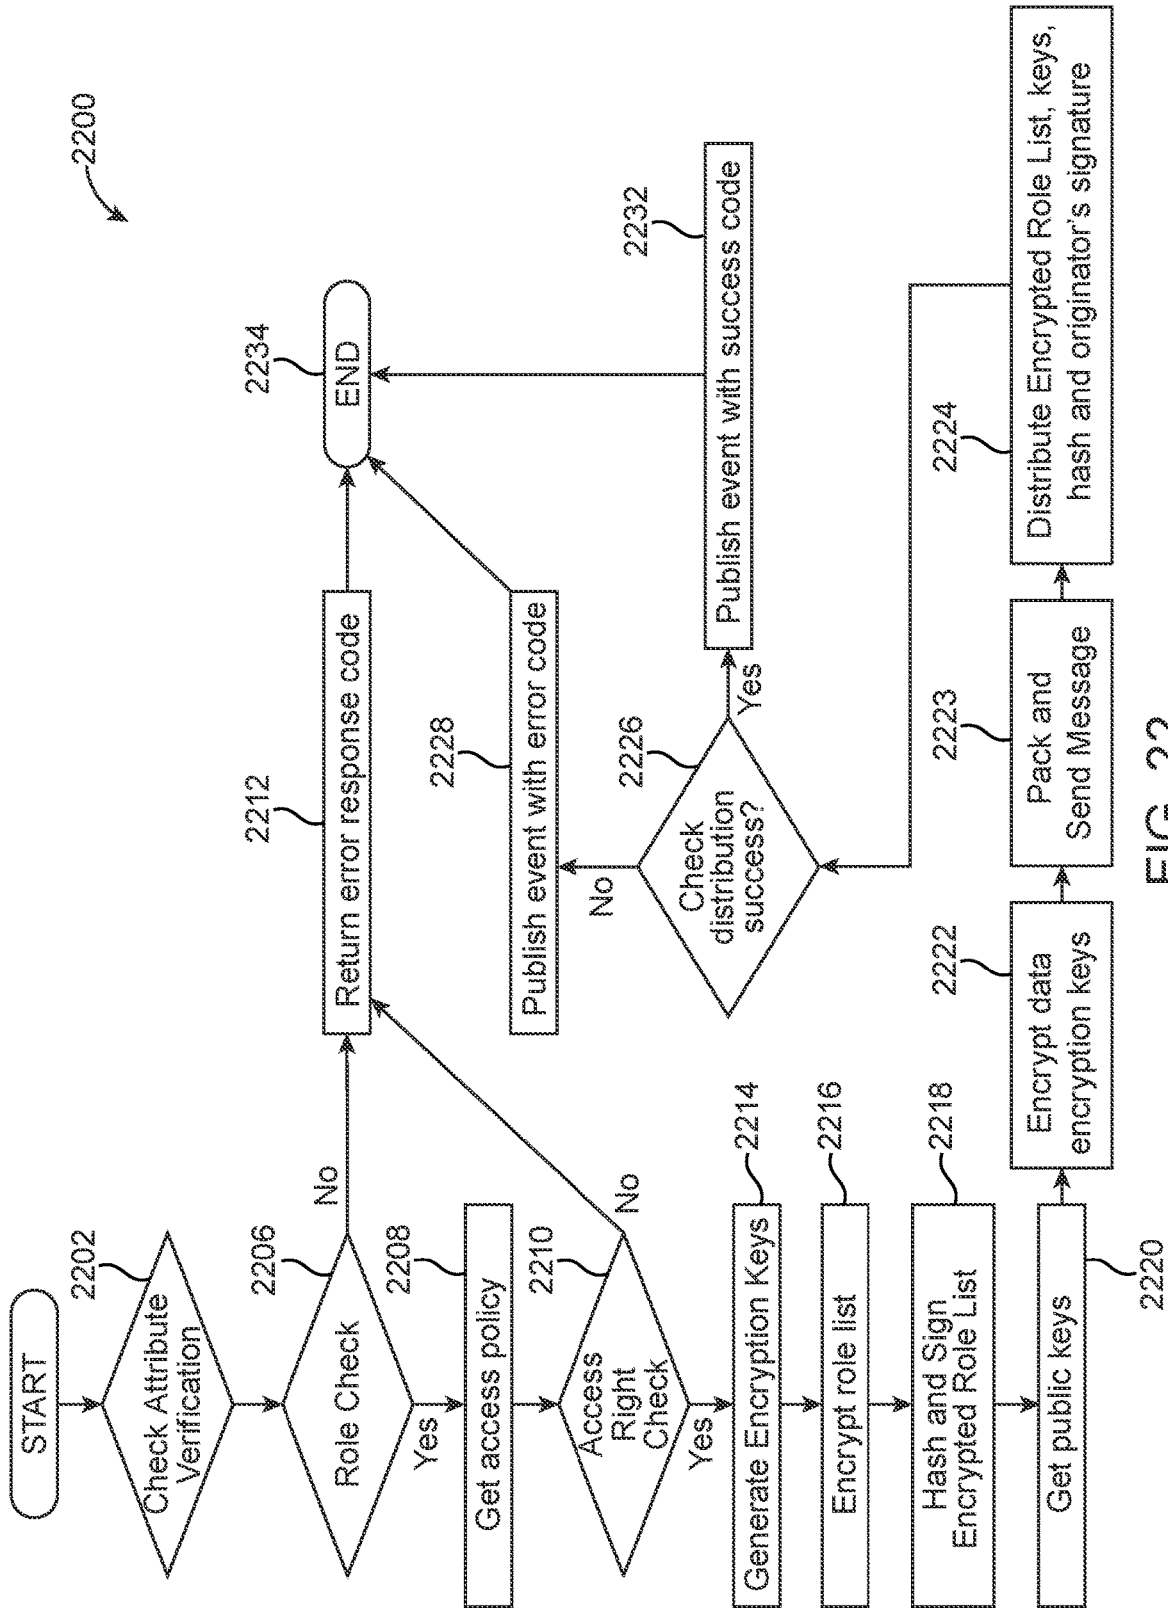 2200
START
2202
Check Attribute
Verification
2206
Role Check
No
Yes
2208
Get access policy
2210
Access
Right
Check
No
Yes
2212
Return error response code
2214
Generate Encryption Keys
2216
Encrypt role list
2218
Hash and Sign
Encrypted Role List
Get public keys
2220
2222
Encrypt data
encryption keys
2223
Pack and
Send Message
2224
Distribute Encrypted Role List, keys,
hash and originator's signature
2226
Check
distribution
success?
No
Yes
2228
Publish event with error code
2232
Publish event with success code
2234
END
FIG. 22